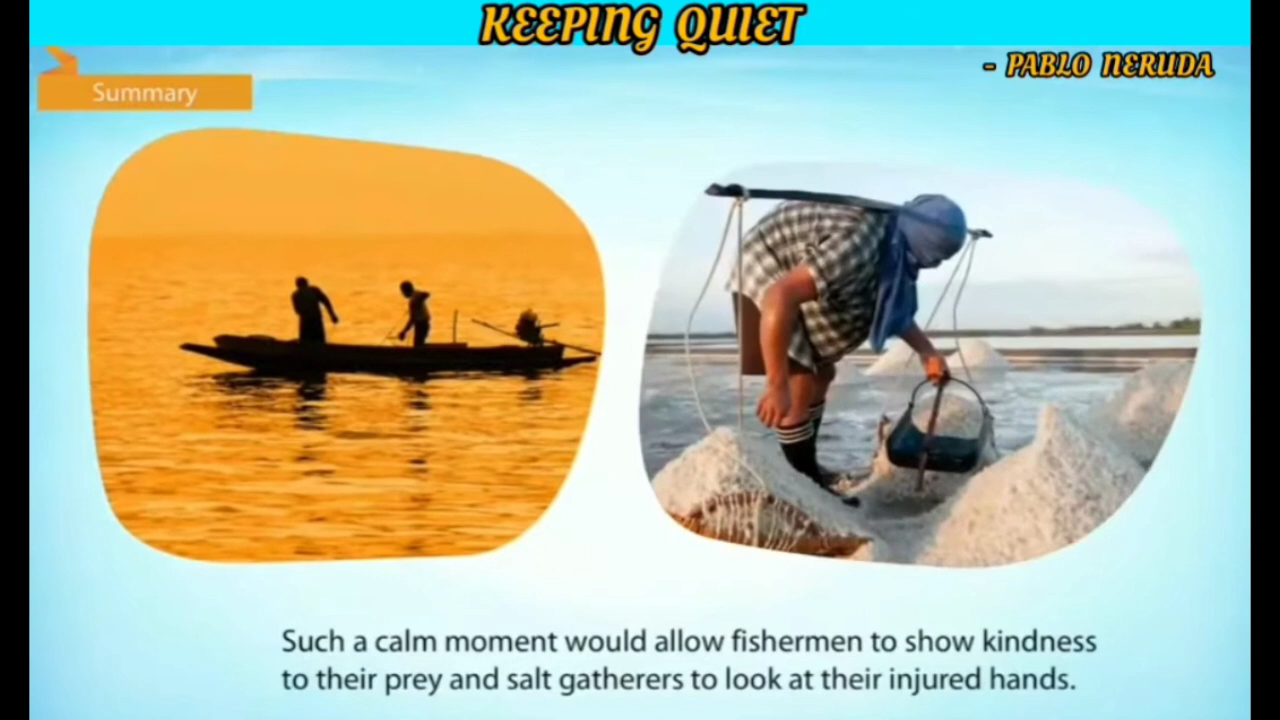 KEEPING QUIET
- PABLO NERUDA
Summary
Such a calm moment would allow fishermen to show kindness
to their prey and salt gatherers to look at their injured hands.